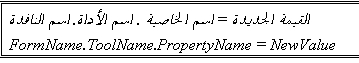 اسم النافذة.اسم الأداة . اسم الخاصية = القيمة الجديدة
FormName.ToolName.PropertyName = NewValue